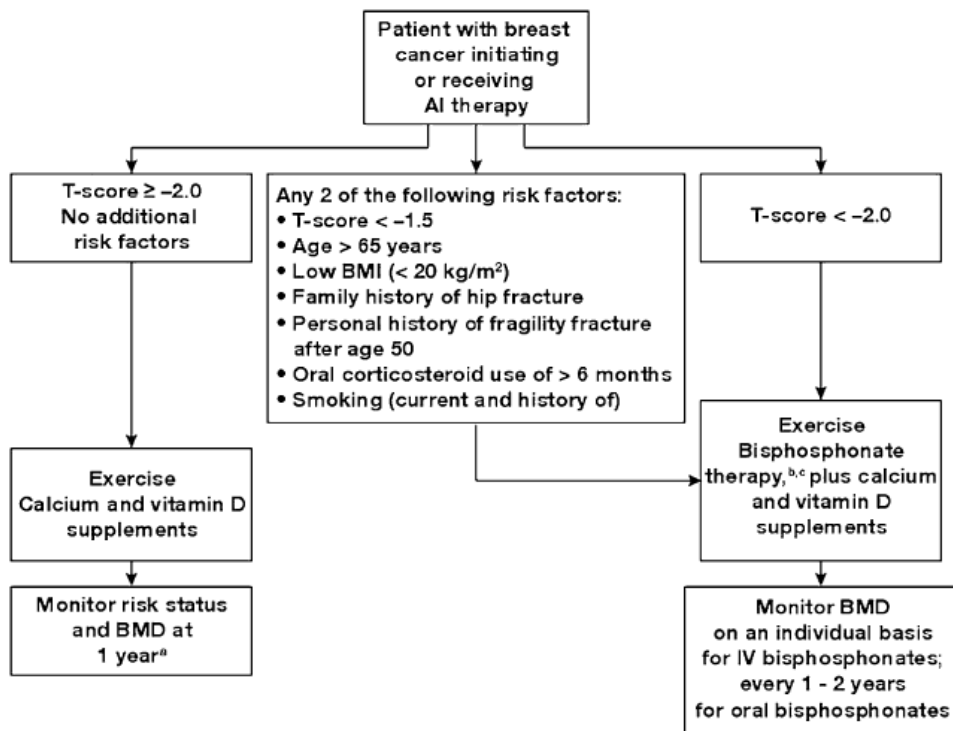 Patient with breast
cancer initiating
or receiving
AI therapy
T-score ≥ –2.0
No additional
risk factors
Any 2 of the following risk factors:
• T-score < –1.5
• Age > 65 years
• Low BMI (< 20 kg/m²)
• Family history of hip fracture
• Personal history of fragility fracture
after age 50
• Oral corticosteroid use of > 6 months
• Smoking (current and history of)
T-score < –2.0
Exercise
Calcium and vitamin D
supplements
Exercise
Bisphosphonate
therapy,ᵇ,ᶜ plus calcium
and vitamin D
supplements
Monitor risk status
and BMD at
1 yearᵃ
Monitor BMD
on an individual basis
for IV bisphosphonates;
every 1 - 2 years
for oral bisphosphonates